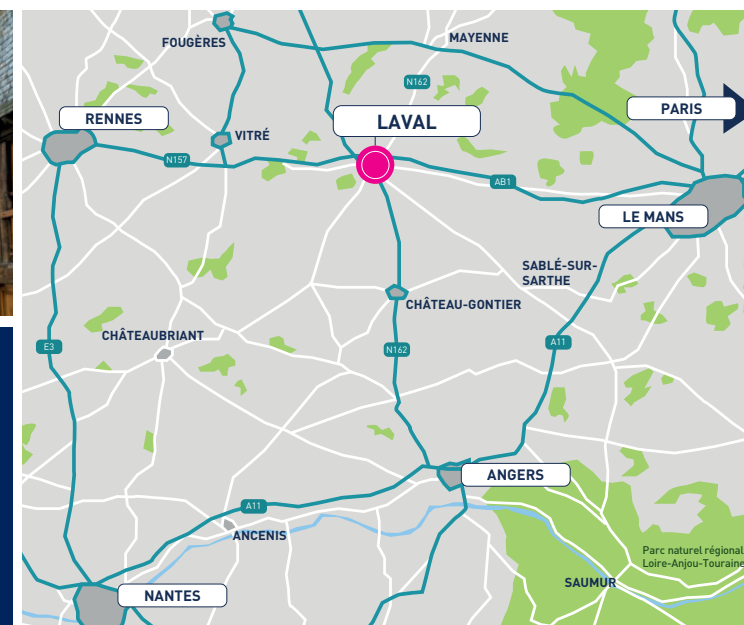 FOUGÈRES
MAYENNE
N162
PARIS
RENNES
LAVAL
VITRÉ
N157
AB1
LE MANS
SABLÉ-SUR-
SARTHE
CHÂTEAU-GONTIER
CHÂTEAUBRIANT
E3
N162
A11
ANGERS
A11
ANCENIS
Parc naturel régional
Loire-Anjou-Touraine
SAUMUR
NANTES